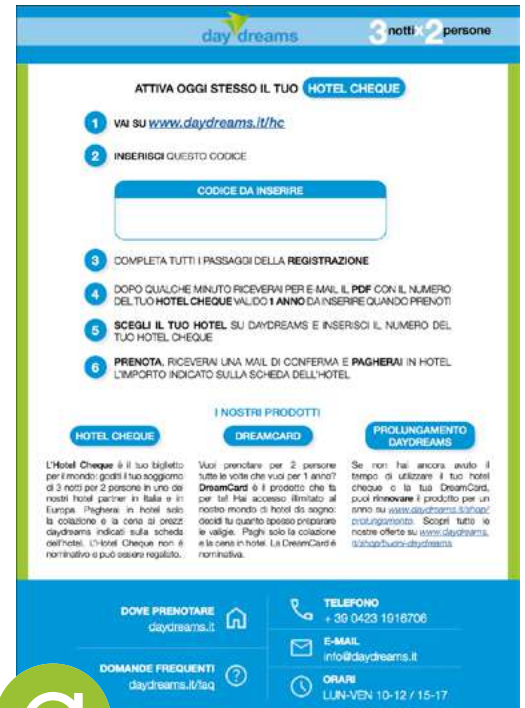 day dreams
3 notti x 2 persone
ATTIVA OGGI STESSO IL TUO HOTEL CHEQUE
1 VAI SU www.daydreams.it/hc
2 INSERISCI QUESTO CODICE
CODICE DA INSERIRE
3 COMPLETA TUTTI I PASSAGGI DELLA REGISTRAZIONE
4 DOPO QUALCHE MINUTO RICEVERAI PER E-MAIL IL PDF CON IL NUMERO
DEL TUO HOTEL CHEQUE VALIDO 1 ANNO DA INSERIRE QUANDO PRENOTI
5 SCEGLI IL TUO HOTEL SU DAYDREAMS E INSERISCI IL NUMERO DEL
TUO HOTEL CHEQUE
6 PRENOTA, RICEVERAI UNA MAIL DI CONFERMA E PAGHERAI IN HOTEL
L'IMPORTO INDICATO SULLA SCHEDA DELL'HOTEL
I NOSTRI PRODOTTI
HOTEL CHEQUE
L'Hotel Cheque è il tuo biglietto
per il mondo: goditi il tuo soggiorno
di 3 notti per 2 persone in uno dei
nostri hotel partner in Italia e in
Europa. Pagherai in hotel solo
la colazione e la cena ai prezzi
daydreams indicati sulla scheda
dell'hotel. L'Hotel Cheque non è
nominativo e può essere regalato.
DREAMCARD
Vuoi prenotare per 2 persone
tutte le volte che vuoi per 1 anno?
DreamCard è il prodotto che fa
per te! Hai accesso illimitato al
nostro mondo di hotel da sogno:
decidi tu quanto spesso preparare
le valigie. Paghi solo la colazione
e la cena in hotel. La DreamCard è
nominativa.
PROLUNGAMENTO
DAYDREAMS
Se non hai ancora avuto il
tempo di utilizzare il tuo hotel
cheque o la tua DreamCard,
puoi rinnovare il prodotto per un
anno su www.daydreams.it/shop/
prolungamento. Scopri tutte le
nostre offerte su www.daydreams.
it/shop/buoni-daydreams
DOVE PRENOTARE
daydreams.it
DOMANDE FREQUENTI
daydreams.it/faq
TELEFONO
+ 39 0423 1916706
E-MAIL
info@daydreams.it
ORARI
LUN-VEN 10-12 / 15-17